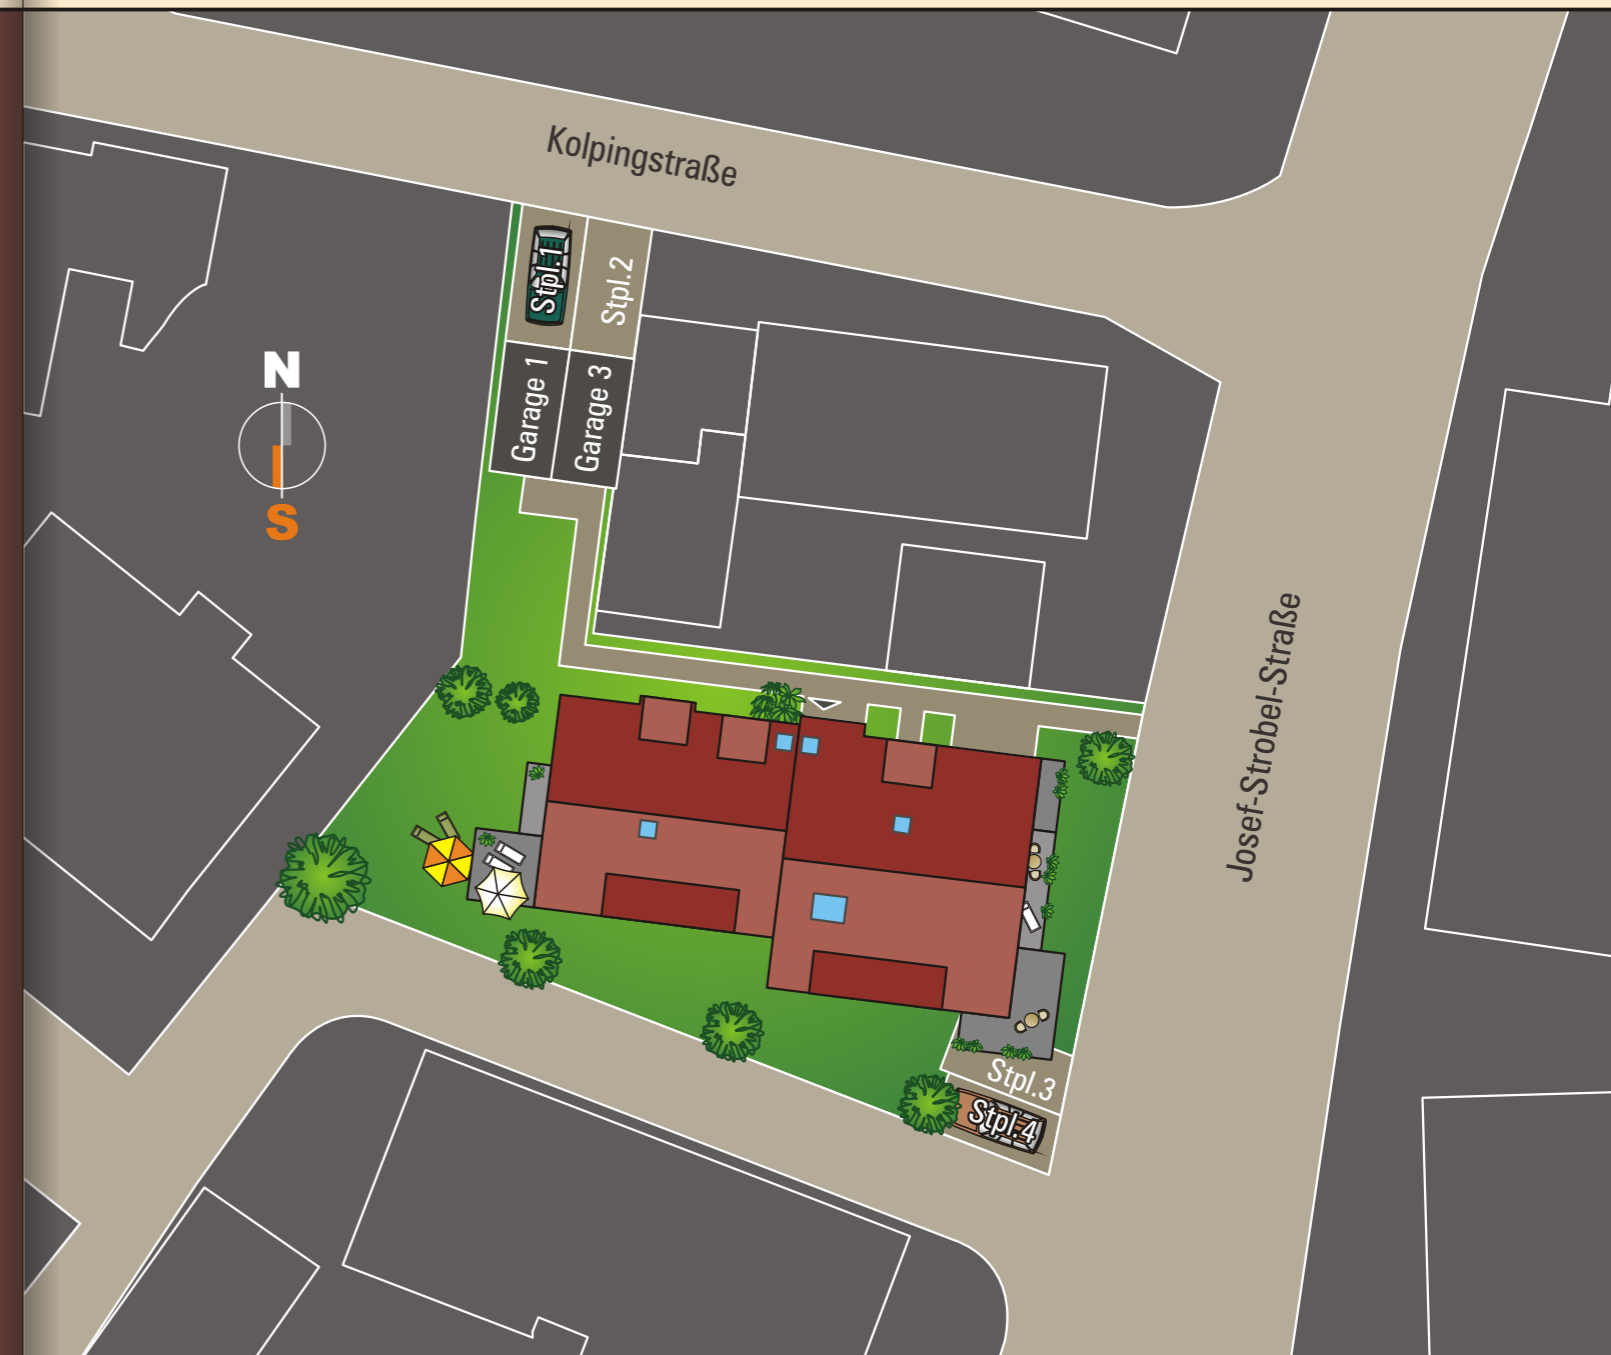 Kolpingstraße
Stpl.1
Stpl.2
Garage 1
Garage 3
N
S
Josef-Strobel-Straße
Stpl.3
Stpl.4